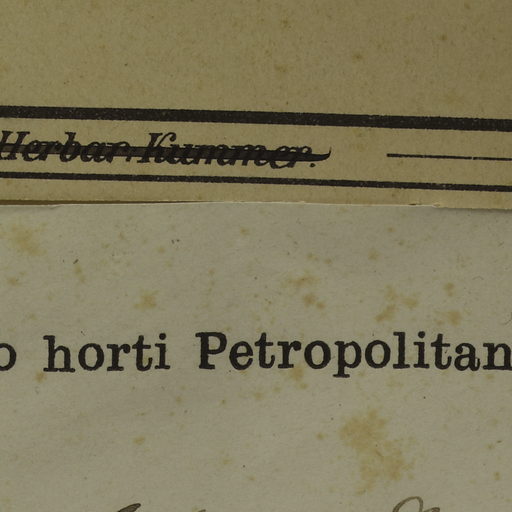 Herbar. Kummer.
o horti Petropolitan